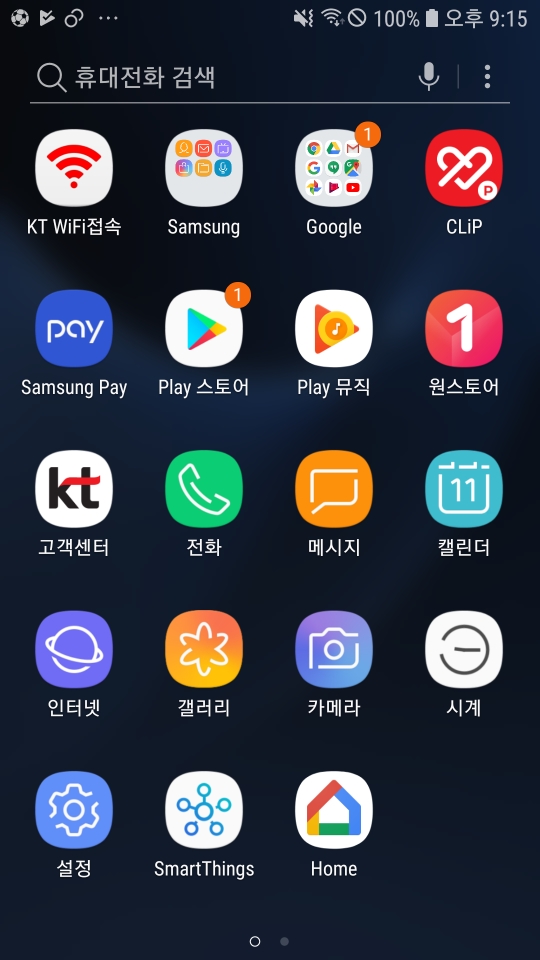 100% 오후 9:15
휴대전화 검색
1
P
KT WiFi접속 Samsung Google CLiP
pay
1
1
Samsung Pay Play 스토어 Play 뮤직 원스토어
kt
11
고객센터 전화 메시지 캘린더
인터넷 갤러리 카메라 시계
설정 SmartThings Home